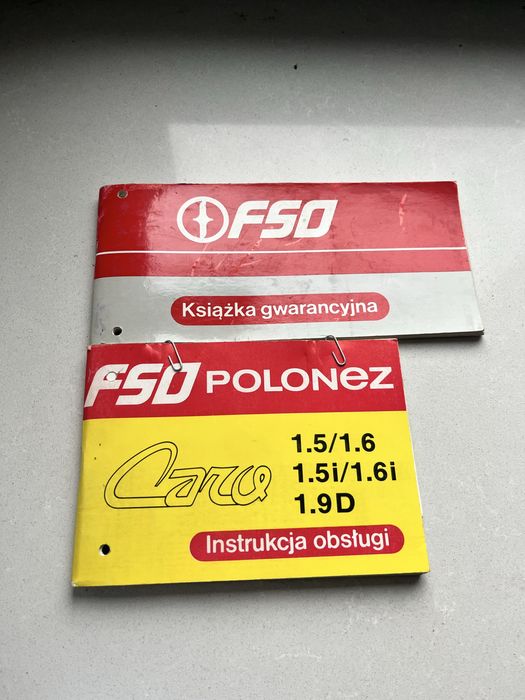 FSO
Książka gwarancyjna
FSO POLONEZ
Caro
1.5/1.6
1.5i/1.6i
1.9D
Instrukcja obsługi